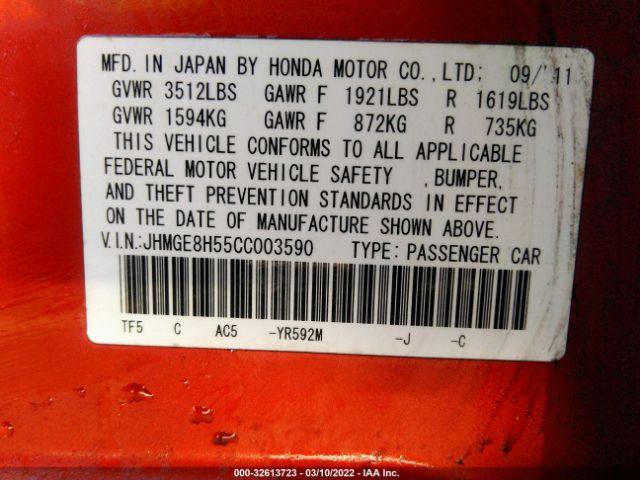 MFD. IN JAPAN BY HONDA MOTOR CO.,LTD; 09/'11
GVWR 3512LBS GAWR F 1921LBS R 1619LBS
GVWR 1594KG GAWR F 872KG R 735KG
THIS VEHICLE CONFORMS TO ALL APPLICABLE
FEDERAL MOTOR VEHICLE SAFETY ,BUMPER,
AND THEFT PREVENTION STANDARDS IN EFFECT
ON THE DATE OF MANUFACTURE SHOWN ABOVE.
V.I.N.:JHMGE8H55CC003590 TYPE: PASSENGER CAR
TF5 C AC5 -YR592M -J -C
000-32613723 - 03/10/2022 - IAA Inc.